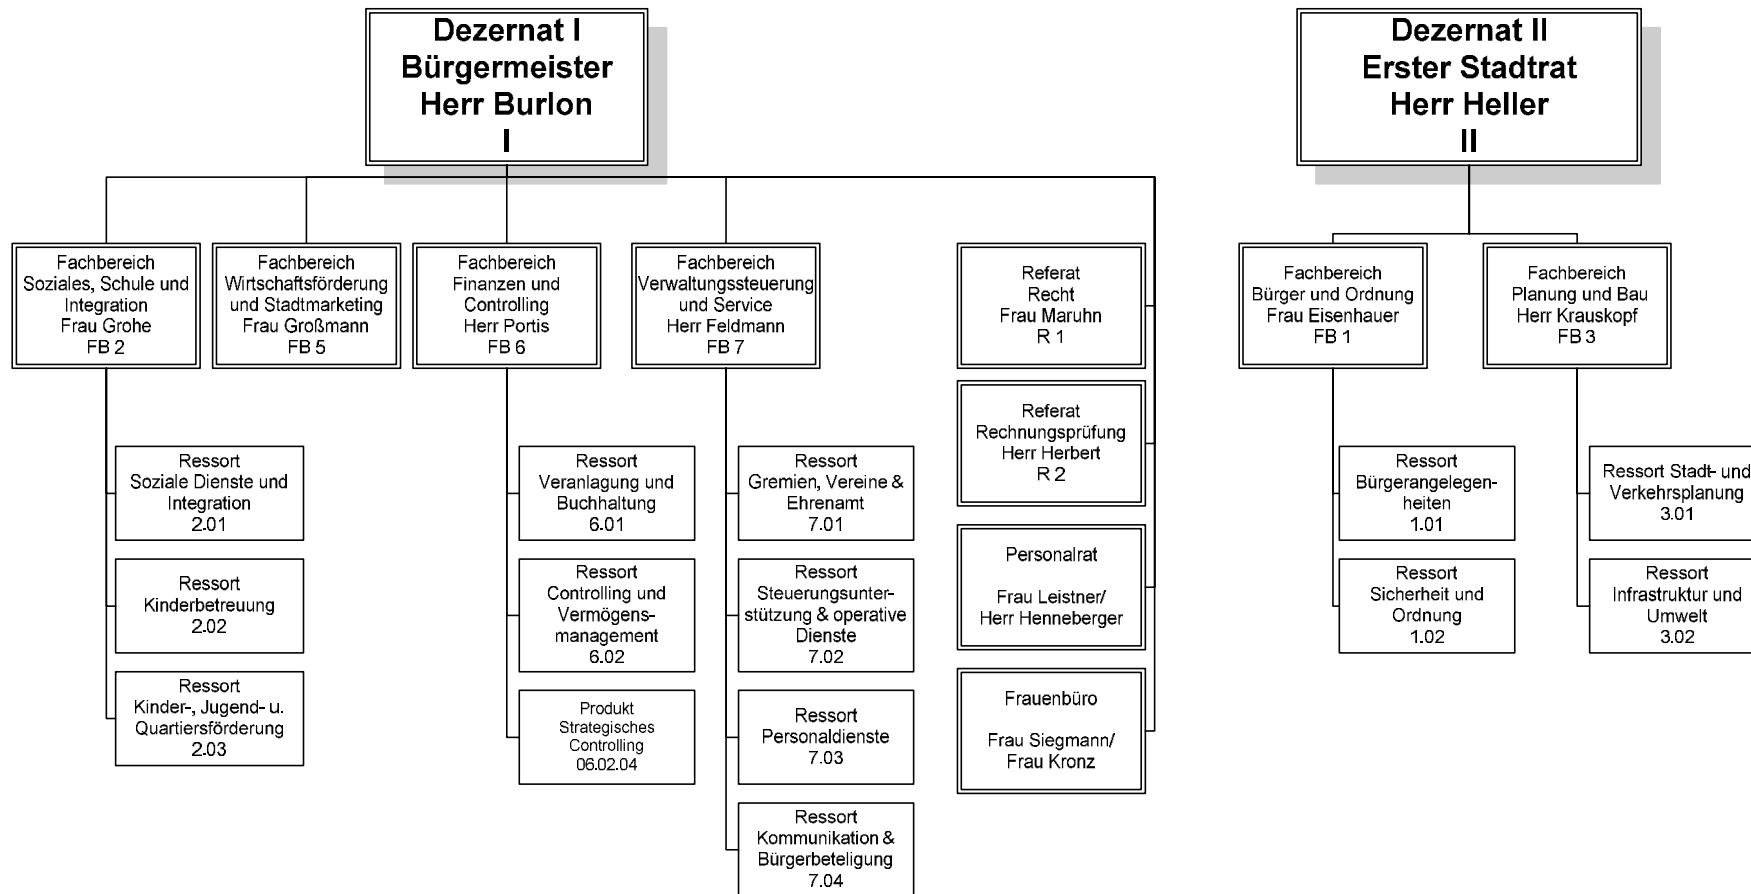 Dezernat I
Bürgermeister
Herr Burlon
I
Dezernat II
Erster Stadtrat
Herr Heller
II
Fachbereich
Soziales, Schule und
Integration
Frau Grohe
FB 2
Fachbereich
Wirtschaftsförderung
und Stadtmarketing
Frau Großmann
FB 5
Fachbereich
Finanzen und
Controlling
Herr Portis
FB 6
Fachbereich
Verwaltungssteuerung
und Service
Herr Feldmann
FB 7
Referat
Recht
Frau Maruhn
R 1
Fachbereich
Bürger und Ordnung
Frau Eisenhauer
FB 1
Fachbereich
Planung und Bau
Herr Krauskopf
FB 3
Ressort
Soziale Dienste und
Integration
2.01
Ressort
Kinderbetreuung
2.02
Ressort
Kinder-, Jugend- u.
Quartiersförderung
2.03
Ressort
Veranlagung und
Buchhaltung
6.01
Ressort
Controlling und
Vermögens-
management
6.02
Produkt
Strategisches
Controlling
06.02.04
Ressort
Gremien, Vereine &
Ehrenamt
7.01
Ressort
Steuerungsunter-
stützung & operative
Dienste
7.02
Ressort
Personaldienste
7.03
Ressort
Kommunikation &
Bürgerbeteligung
7.04
Referat
Rechnungsprüfung
Herr Herbert
R 2
Personalrat
Frau Leistner/
Herr Henneberger
Frauenbüro
Frau Siegmann/
Frau Kronz
Ressort
Bürgerangelegen-
heiten
1.01
Ressort
Sicherheit und
Ordnung
1.02
Ressort Stadt- und
Verkehrsplanung
3.01
Ressort
Infrastruktur und
Umwelt
3.02